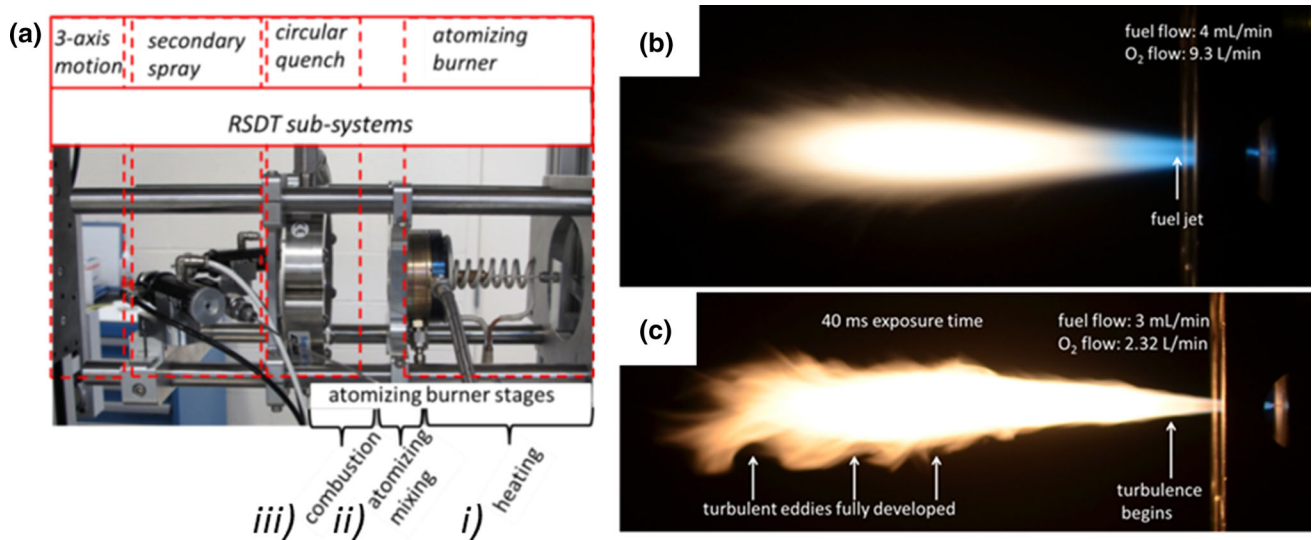 (a)
3-axis
motion
secondary
spray
circular
quench
atomizing
burner
RSDT sub-systems
atomizing burner stages
iii) combustion
ii) atomizing
mixing
i) heating
(b)
fuel flow: 4 mL/min
O₂ flow: 9.3 L/min
fuel jet
(c)
40 ms exposure time
fuel flow: 3 mL/min
O₂ flow: 2.32 L/min
turbulent eddies fully developed
turbulence
begins